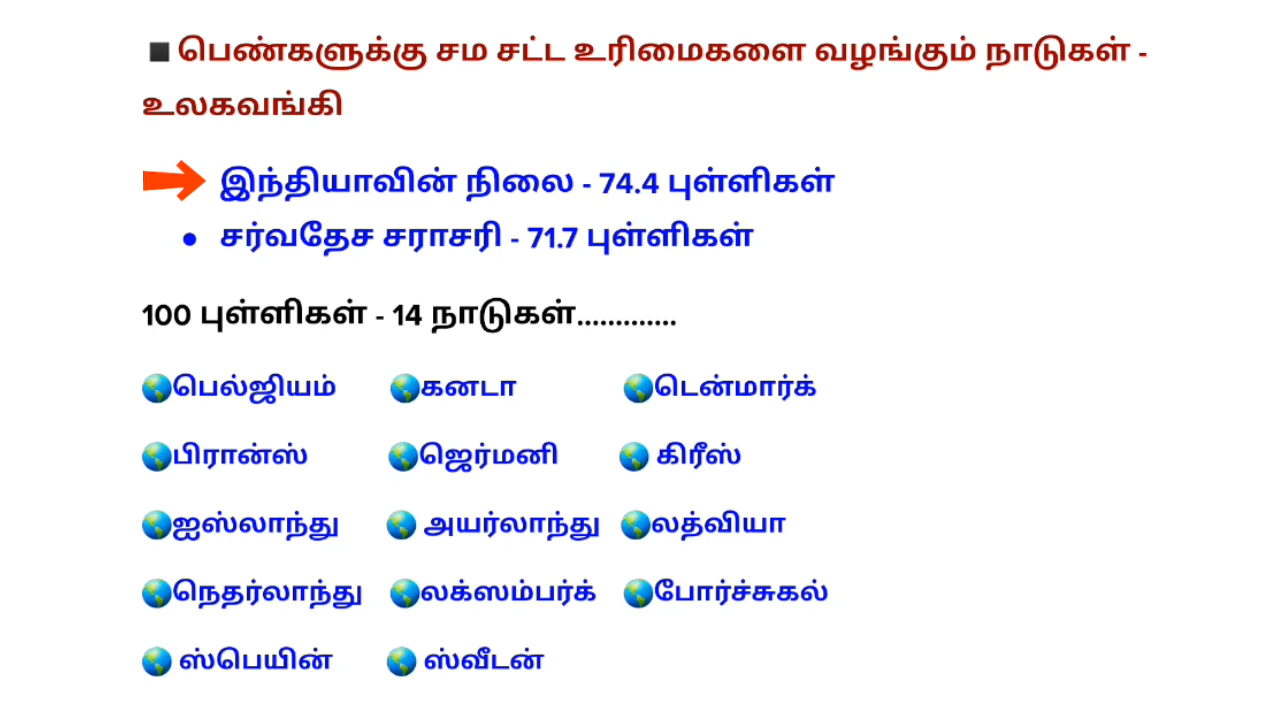 ◾பெண்களுக்கு சம சட்ட உரிமைகளை வழங்கும் நாடுகள் -
உலகவங்கி
இந்தியாவின் நிலை - 74.4 புள்ளிகள்
• சர்வதேச சராசரி - 71.7 புள்ளிகள்
100 புள்ளிகள் - 14 நாடுகள்.............
🌎பெல்ஜியம் 🌎கனடா 🌎டென்மார்க்
🌎பிரான்ஸ் 🌎ஜெர்மனி 🌎 கிரீஸ்
🌎ஐஸ்லாந்து 🌎 அயர்லாந்து 🌎லத்வியா
🌎நெதர்லாந்து 🌎லக்ஸம்பர்க் 🌎போர்ச்சுகல்
🌎 ஸ்பெயின் 🌎 ஸ்வீடன்